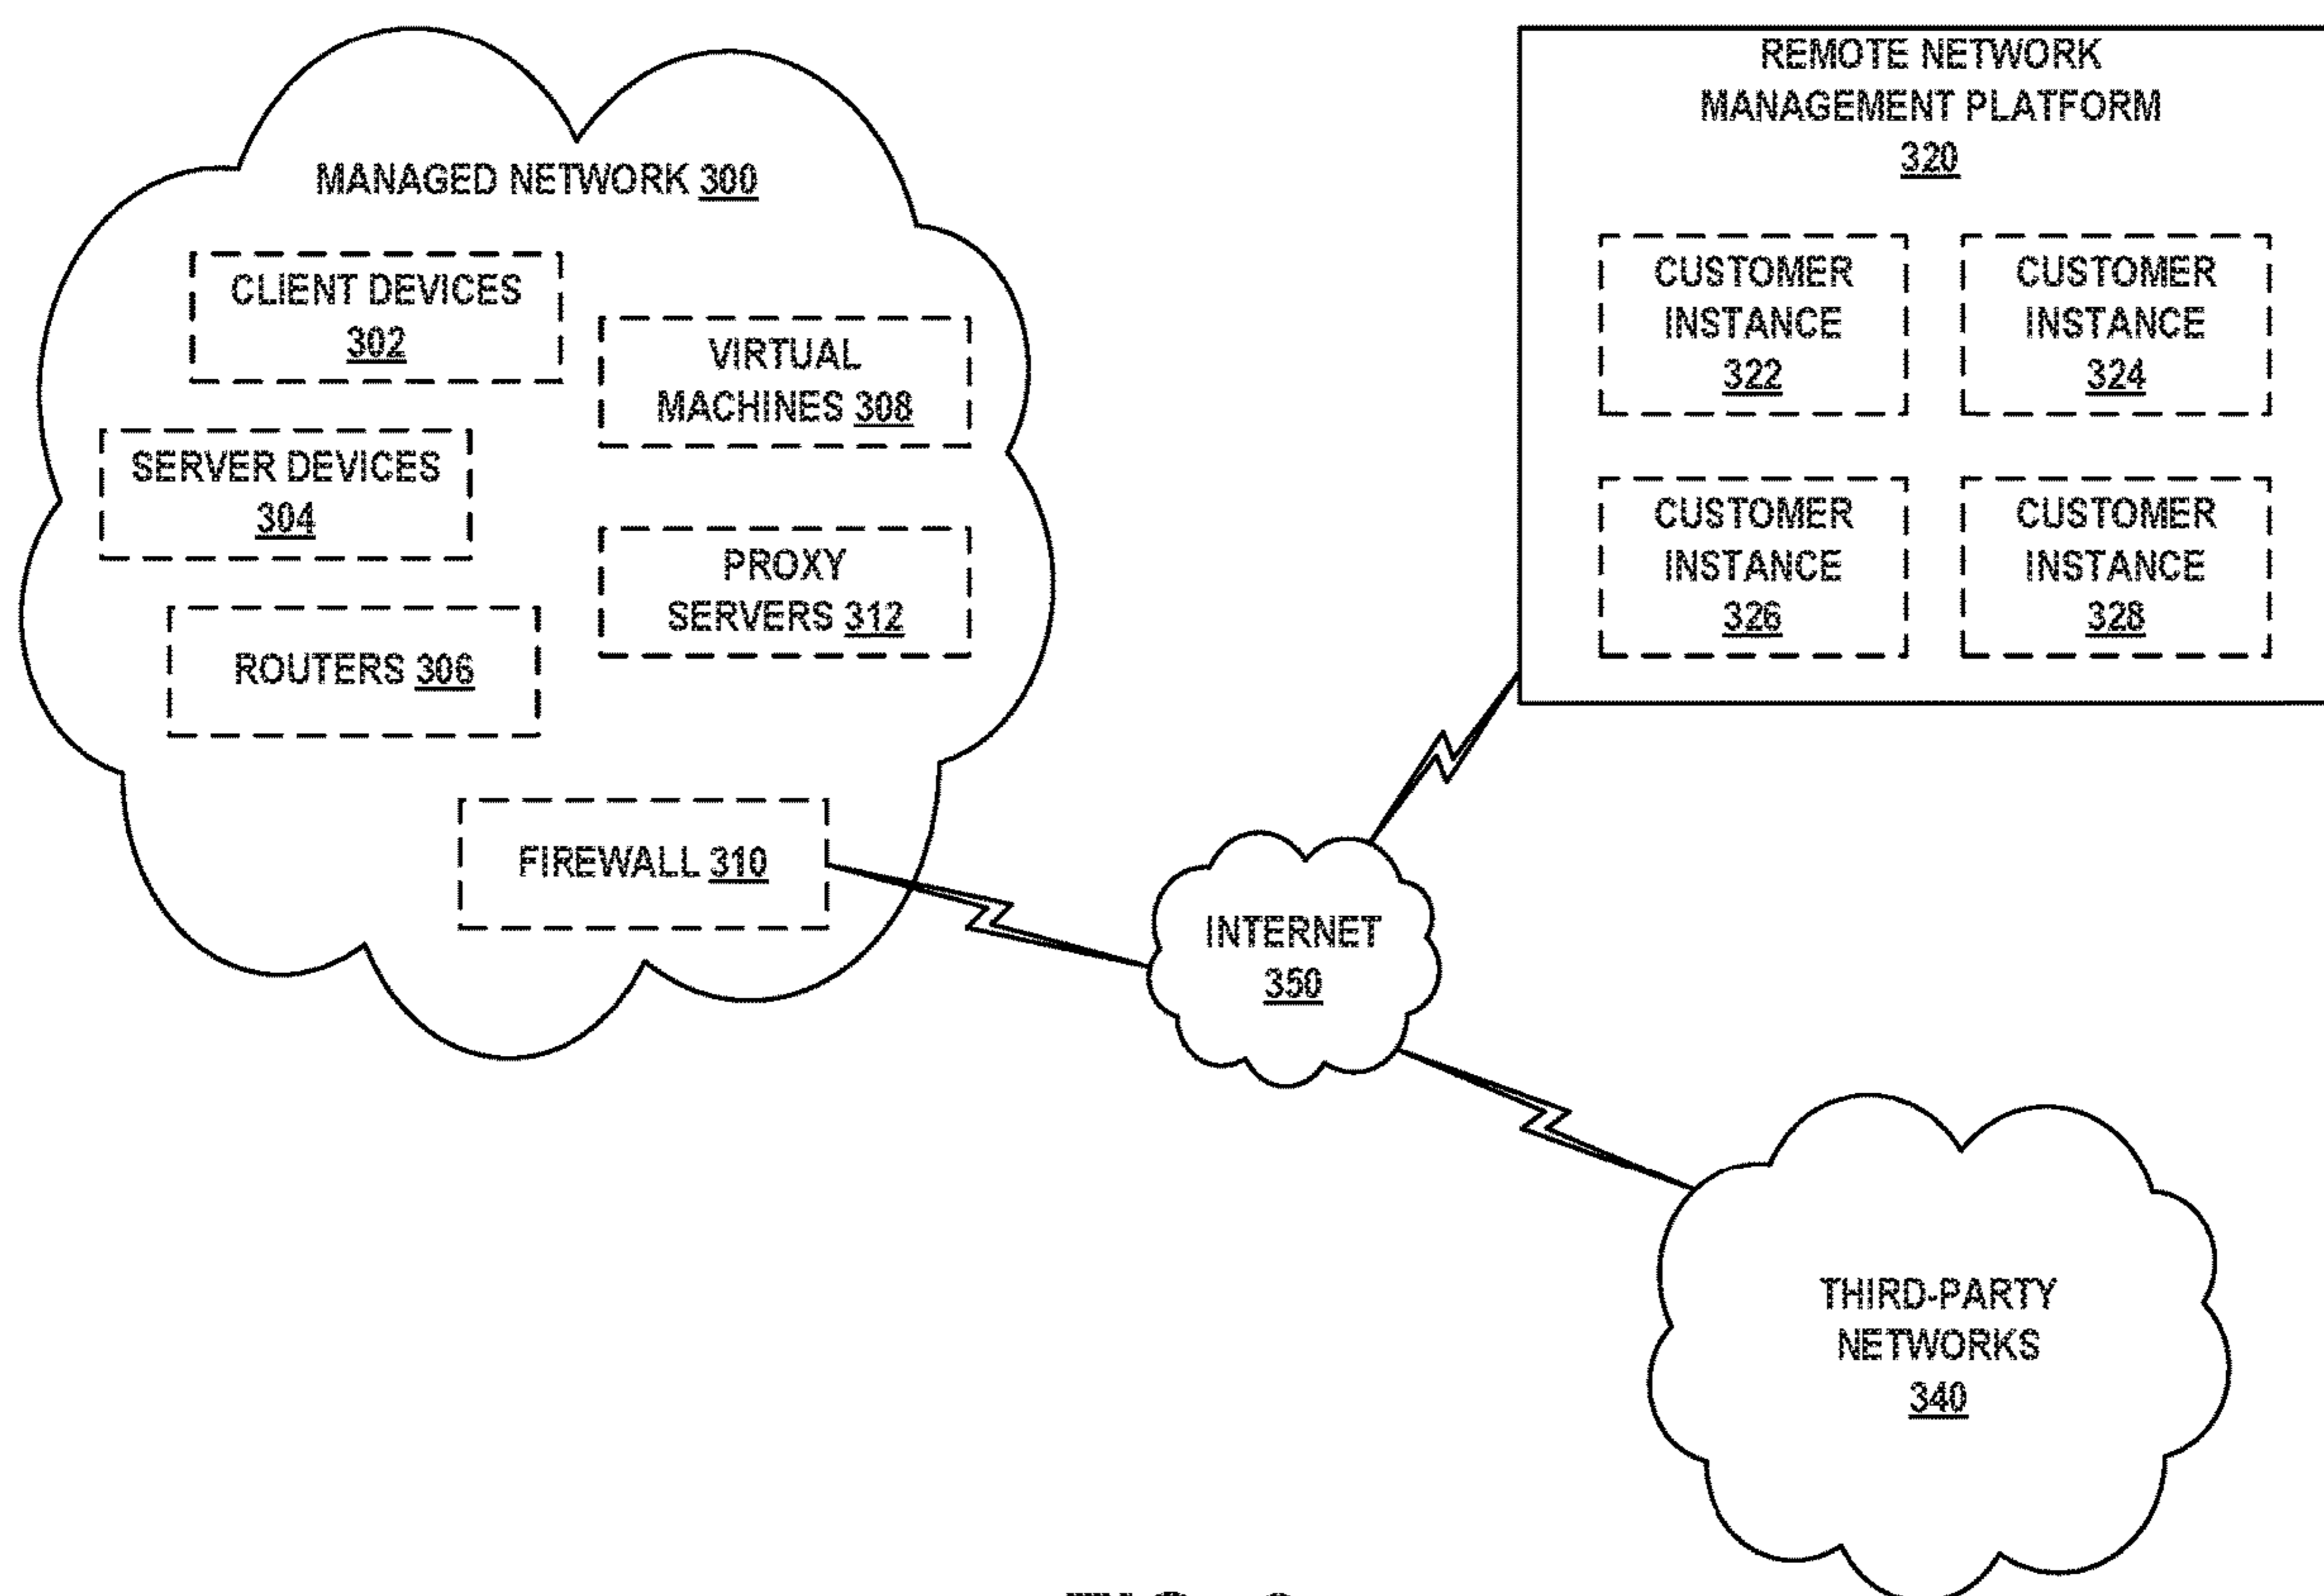 MANAGED NETWORK 300
CLIENT DEVICES
302
VIRTUAL
MACHINES 308
SERVER DEVICES
304
PROXY
SERVERS 312
ROUTERS 306
FIREWALL 310
REMOTE NETWORK
MANAGEMENT PLATFORM
320
CUSTOMER
INSTANCE
322
CUSTOMER
INSTANCE
324
CUSTOMER
INSTANCE
326
CUSTOMER
INSTANCE
328
INTERNET
350
THIRD-PARTY
NETWORKS
340